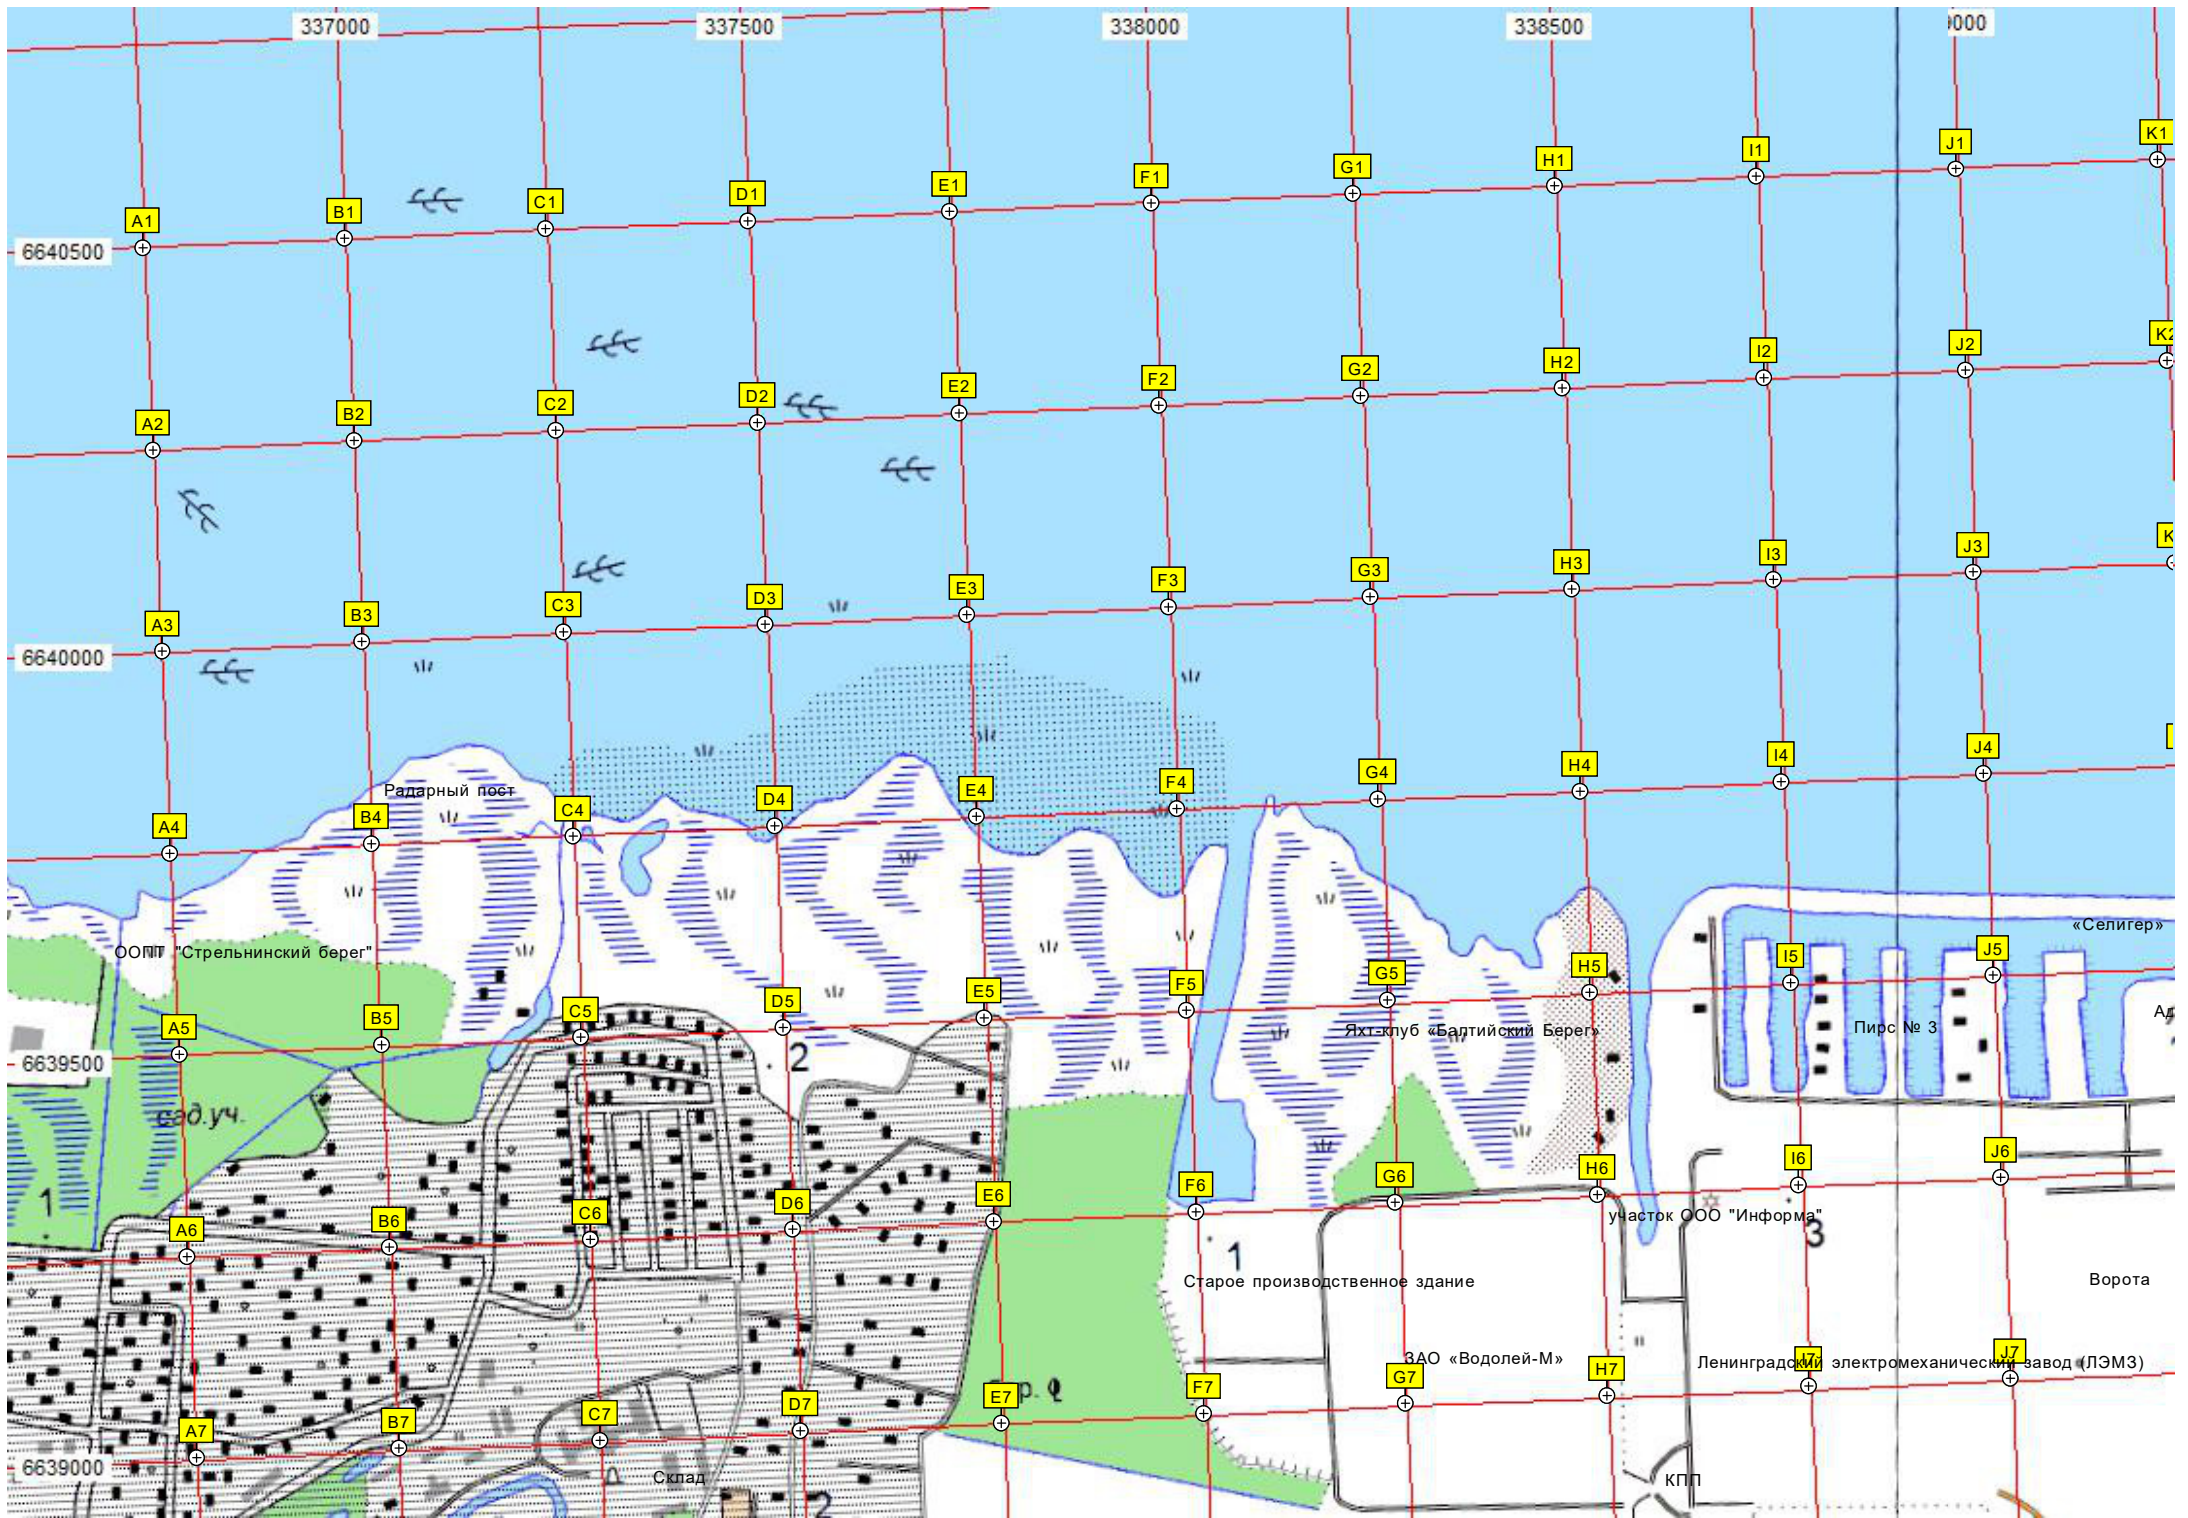 337000 337500 338000 338500
K1
J1
I1
H1
G1
F1
E1
D1
C1
B1
A1
6640500
K2
J2
I2
H2
G2
F2
E2
D2
C2
B2
A2
J3
I3
H3
G3
F3
E3
D3
C3
B3
A3
6640000
J4
I4
H4
G4
F4
E4
D4
Радарный пост
C4
B4
A4
«Селигер»
ООПТ "Стрельнинский берег"
J5
I5
H5
G5
F5
E5
D5
C5
B5
A5
Яхт-клуб «Балтийский Берег»
Пирс № 3
2
6639500
сад.уч.
J6
I6
H6
G6
F6
E6
D6
C6
B6
A6
1
участок ООО "Информа"
3
1
Старое производственное здание
Ворота
J7
I7
ЗАО «Водолей-М»
Ленинградский электромеханический завод (ЛЭМЗ)
H7
G7
F7
E7
D7
C7
B7
A7
6639000
Склад
КПП
2